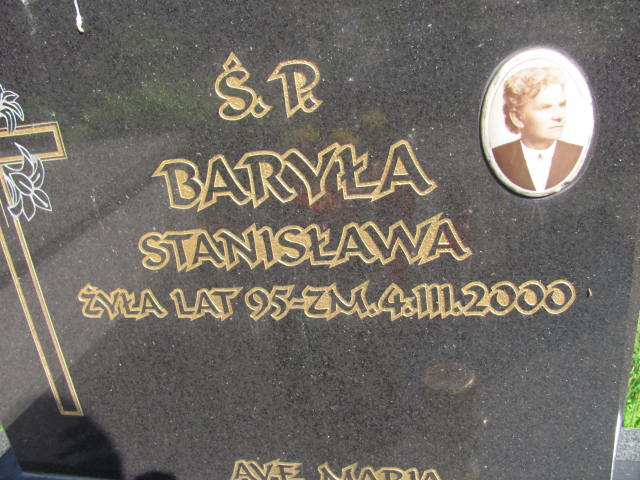 Ś.P.
BARYŁA
STANISŁAWA
ŻYŁA LAT 95-ZM.4.III.2000
AVE MARIA